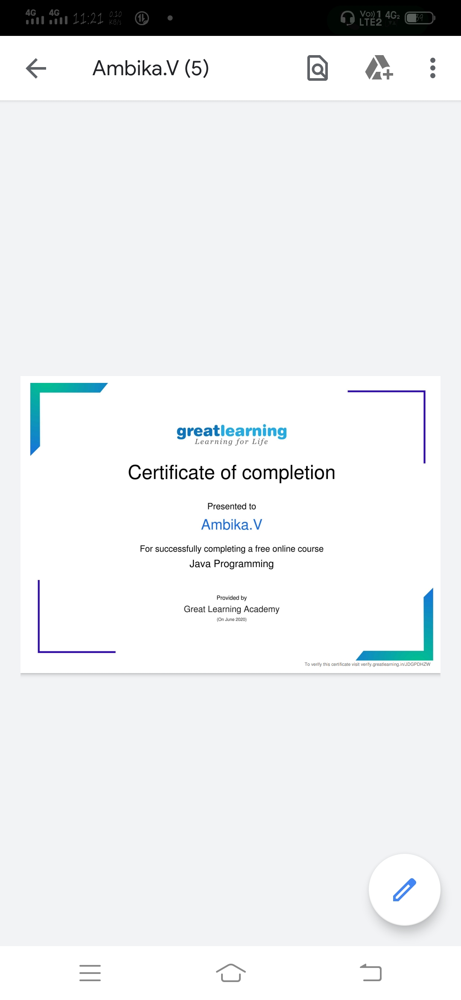 4G 4G 11:21 0.10 KB/s Vo)) 1 LTE2 4G2 39
Ambika.V (5)
greatlearning
Learning for Life
Certificate of completion
Presented to
Ambika.V
For successfully completing a free online course
Java Programming
Provided by
Great Learning Academy
(On June 2020)
To verify this certificate visit verify.greatlearning.in/JDGPDHZW